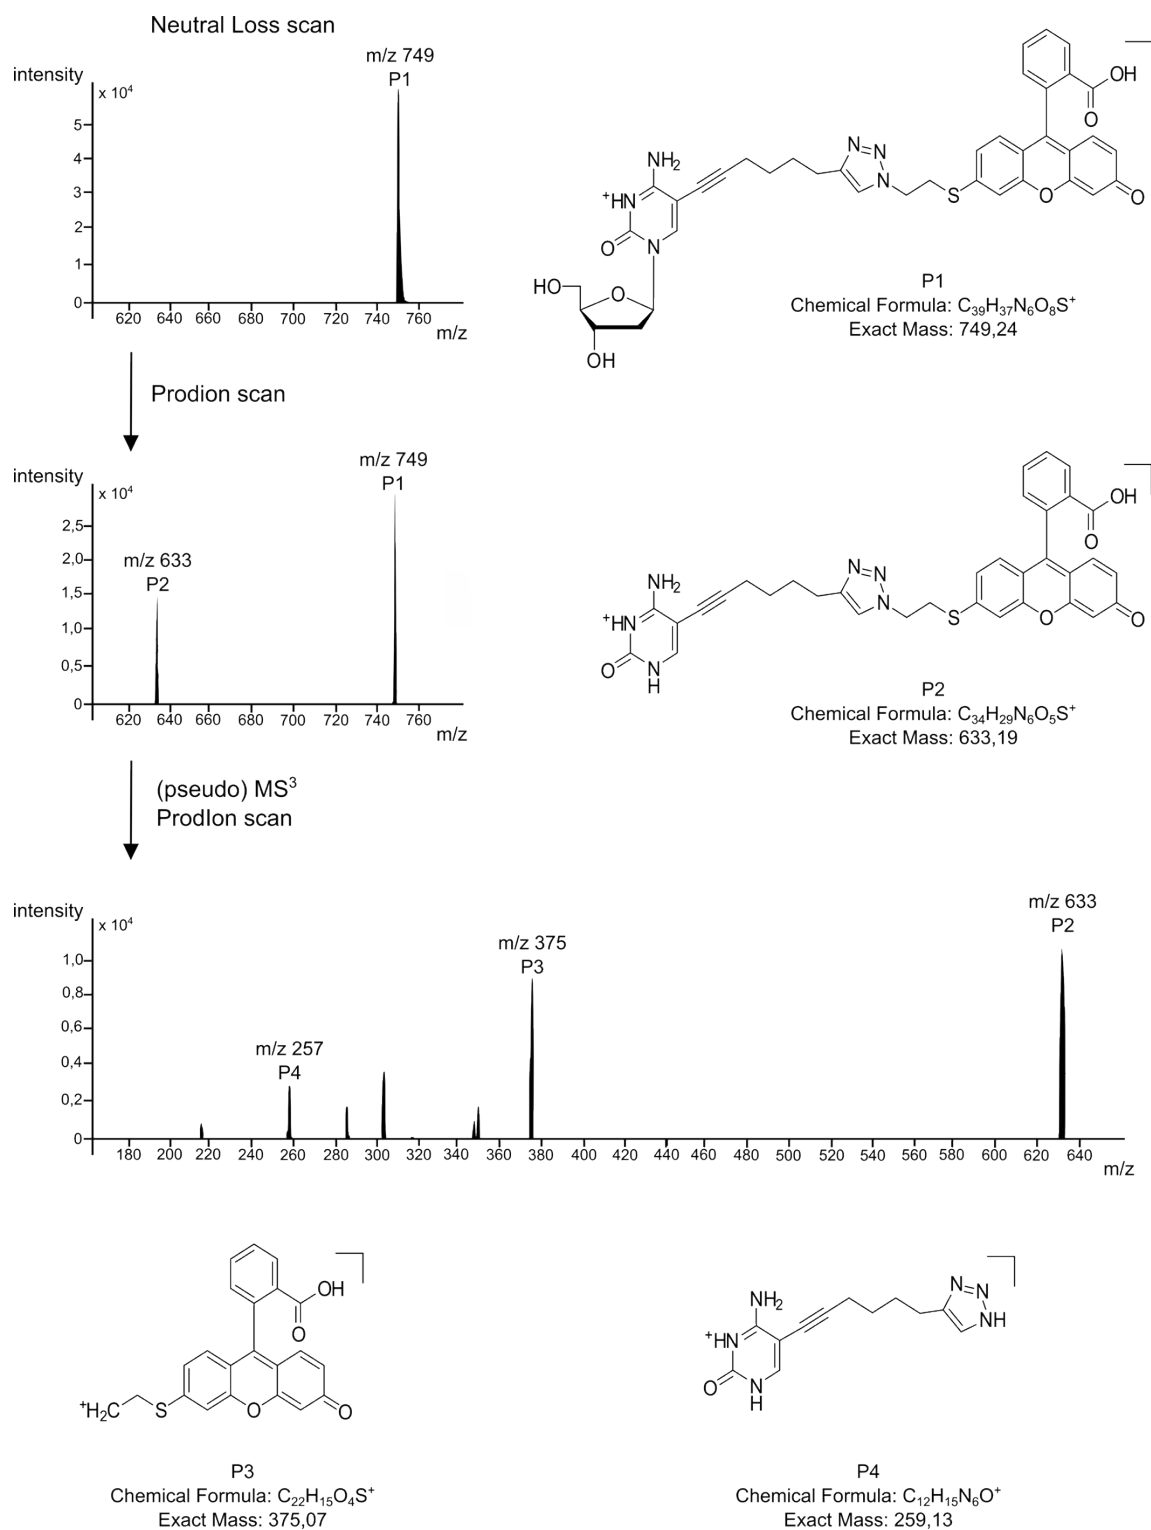 Neutral Loss scan
m/z 749
P1
intensity
x 10⁴
5
4
3
2
1
0
620 640 660 680 700 720 740 760
m/z
OH
O
O
O
S
N N
N
NH₂
⁺HN
O
N
HO
O
OH
P1
Chemical Formula: C₃₉H₃₇N₆O₈S⁺
Exact Mass: 749,24
Prodion scan
m/z 749
P1
intensity
x 10⁴
m/z 633
P2
2,5
2,0
1,5
1,0
0,5
0
620 640 660 680 700 720 740 760
m/z
OH
O
O
O
S
N N
N
NH₂
⁺HN
O
N
H
P2
Chemical Formula: C₃₄H₂₉N₆O₅S⁺
Exact Mass: 633,19
(pseudo) MS³
ProdIon scan
intensity
x 10⁴
m/z 633
P2
m/z 375
P3
m/z 257
P4
1,0
0,8
0,6
0,4
0,2
0
180 200 220 240 260 280 300 320 340 360 380 400 420 440 460 480 500 520 540 560 580 600 620 640
m/z
OH
O
⁺H₂C
S
O
O
NH₂
⁺HN
O
N
H
N N
NH
P3
Chemical Formula: C₂₂H₁₅O₄S⁺
Exact Mass: 375,07
P4
Chemical Formula: C₁₂H₁₅N₆O⁺
Exact Mass: 259,13